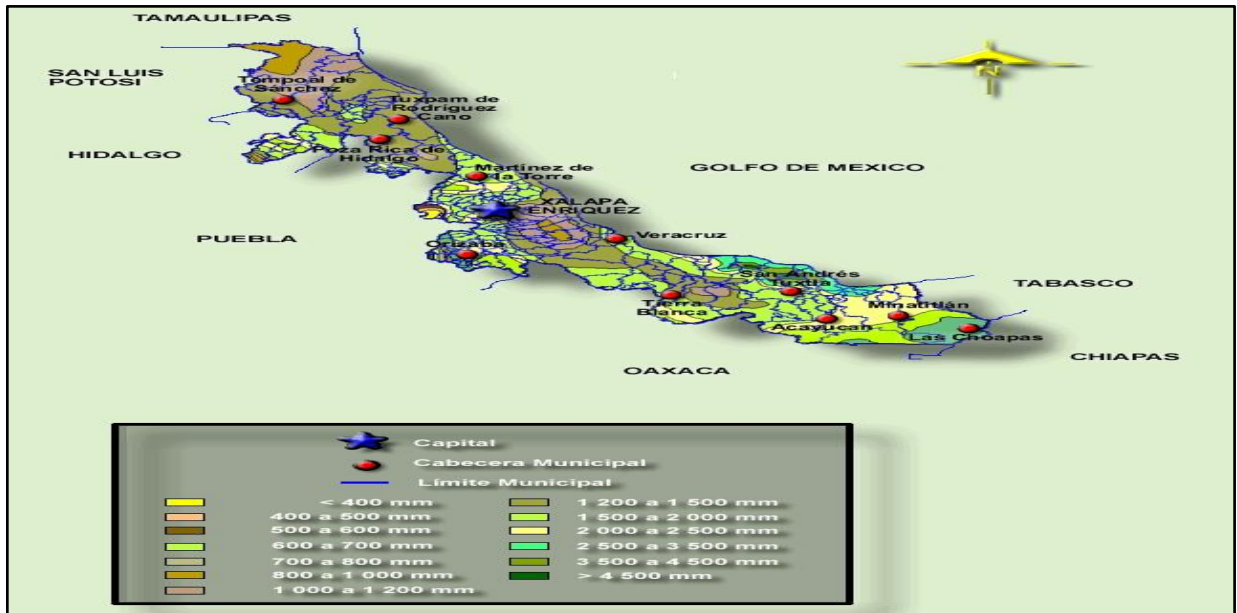 TAMAULIPAS
SAN LUIS
POTOSI
Tompoal de
Sánchez
Tuxpam de
Rodríguez
Cano
HIDALGO
Poza Rica de
Hidalgo
Martínez de
la Torre
GOLFO DE MEXICO
XALAPA
ENRIQUEZ
PUEBLA
Orizaba
Veracruz
San Andrés
Tuxtla
TABASCO
Tierra
Blanca
Acayucan
Minatitlán
Las Choapas
CHIAPAS
OAXACA
N
Capital
Cabecera Municipal
Límite Municipal
< 400 mm
400 a 500 mm
500 a 600 mm
600 a 700 mm
700 a 800 mm
800 a 1 000 mm
1 000 a 1 200 mm
1 200 a 1 500 mm
1 500 a 2 000 mm
2 000 a 2 500 mm
2 500 a 3 500 mm
3 500 a 4 500 mm
> 4 500 mm